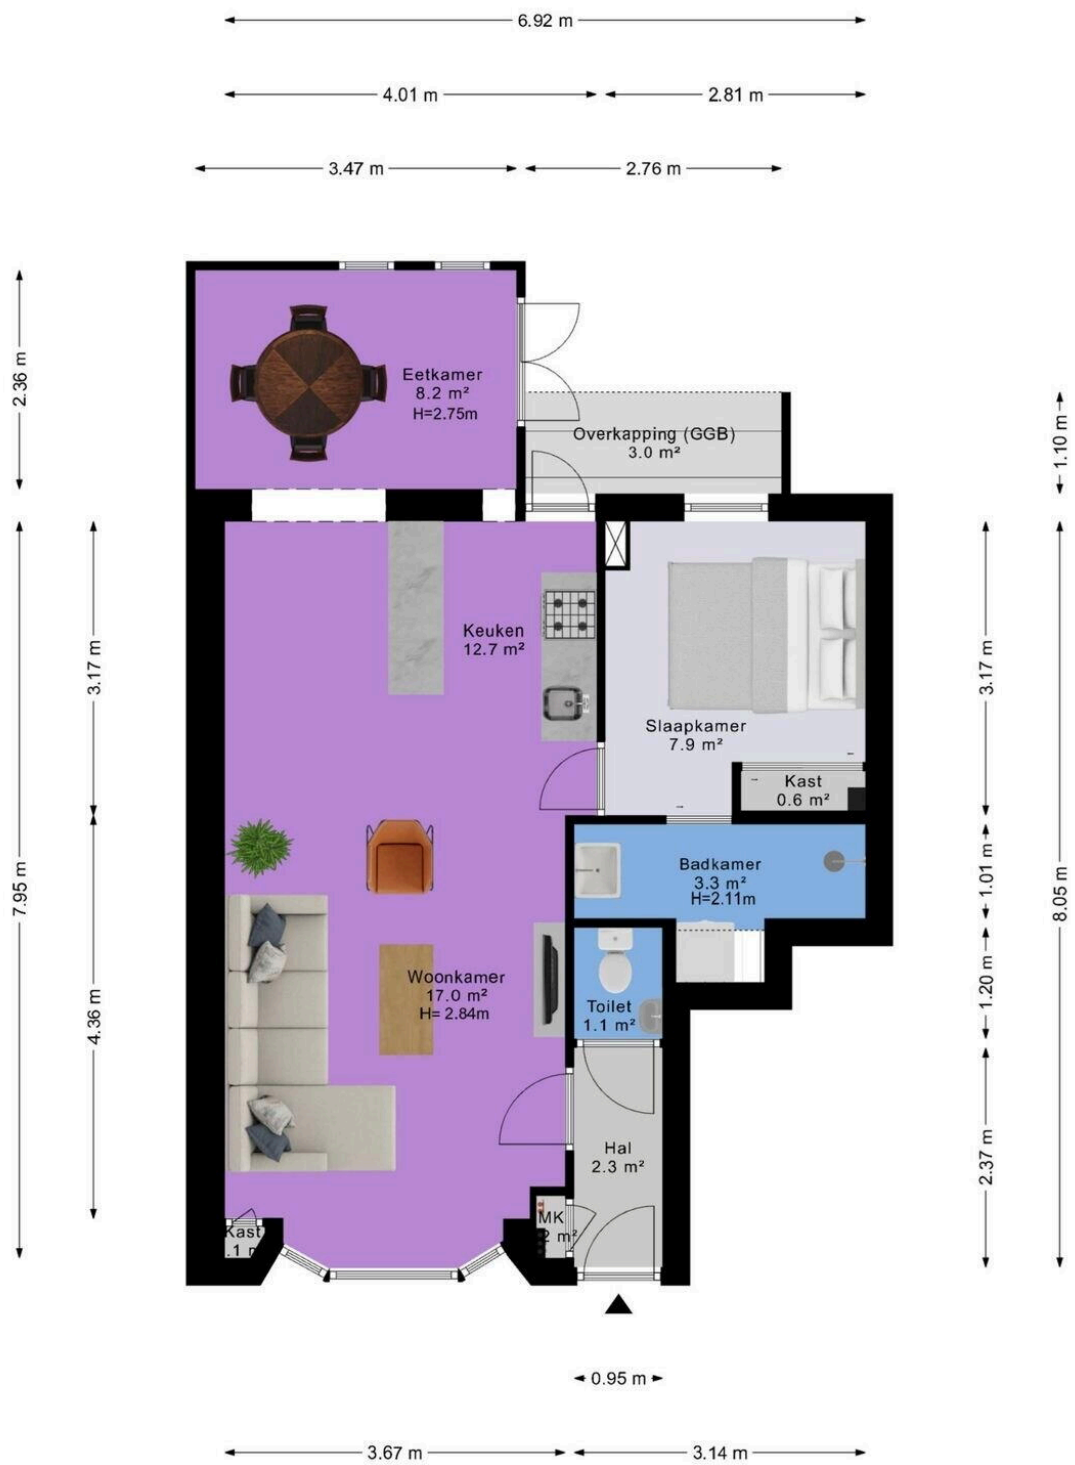 6.92 m
4.01 m
2.81 m
3.47 m
2.76 m
2.36 m
Eetkamer
8.2 m²
H=2.75m
Overkapping (GGB)
3.0 m²
1.10 m
3.17 m
Keuken
12.7 m²
3.17 m
Slaapkamer
7.9 m²
Kast
0.6 m²
7.95 m
Badkamer
3.3 m²
H=2.11m
1.01 m
8.05 m
4.36 m
Woonkamer
17.0 m²
H= 2.84m
Toilet
1.1 m²
1.20 m
Hal
2.3 m²
2.37 m
MK
2 m²
Kast
.1
0.95 m
3.67 m
3.14 m